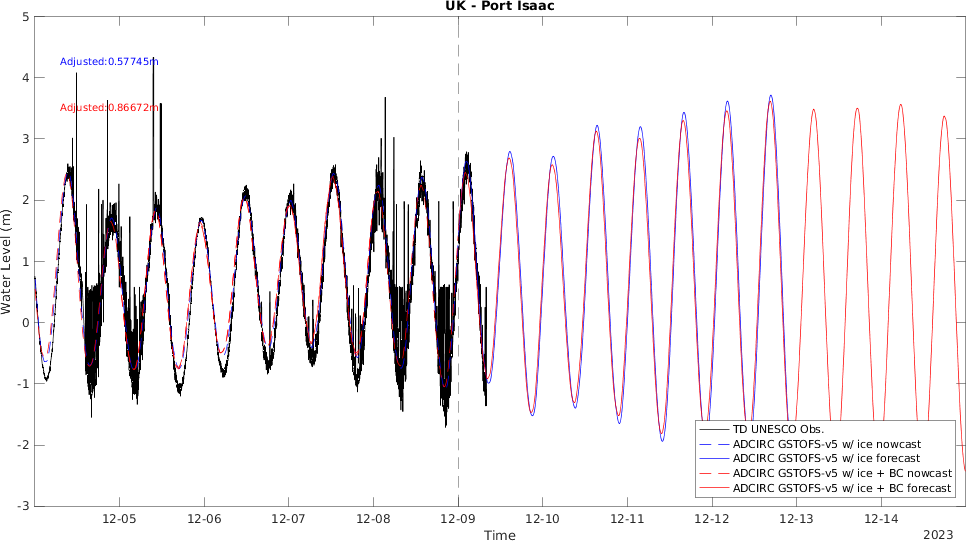 UK - Port Isaac
5
4
3
2
1
0
-1
-2
-3
Water Level (m)
Adjusted:0.57745m
Adjusted:0.86672m
TD UNESCO Obs.
ADCIRC GSTOFS-v5 w/ ice nowcast
ADCIRC GSTOFS-v5 w/ ice forecast
ADCIRC GSTOFS-v5 w/ ice + BC nowcast
ADCIRC GSTOFS-v5 w/ ice + BC forecast
12-05 12-06 12-07 12-08 12-09 12-10 12-11 12-12 12-13 12-14
Time
2023